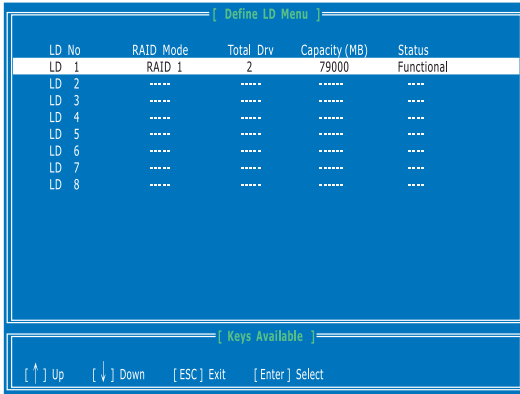 [ Define LD Menu ]
LD No RAID Mode Total Drv Capacity (MB) Status
LD 1 RAID 1 2 79000 Functional
LD 2 ----- ----- ------ ----
LD 3 ----- ----- ------ ----
LD 4 ----- ----- ------ ----
LD 5 ----- ----- ------ ----
LD 6 ----- ----- ------ ----
LD 7 ----- ----- ------ ----
LD 8 ----- ----- ------ ----
[ Keys Available ]
[ ↑ ] Up [ ↓ ] Down [ ESC ] Exit [ Enter ] Select